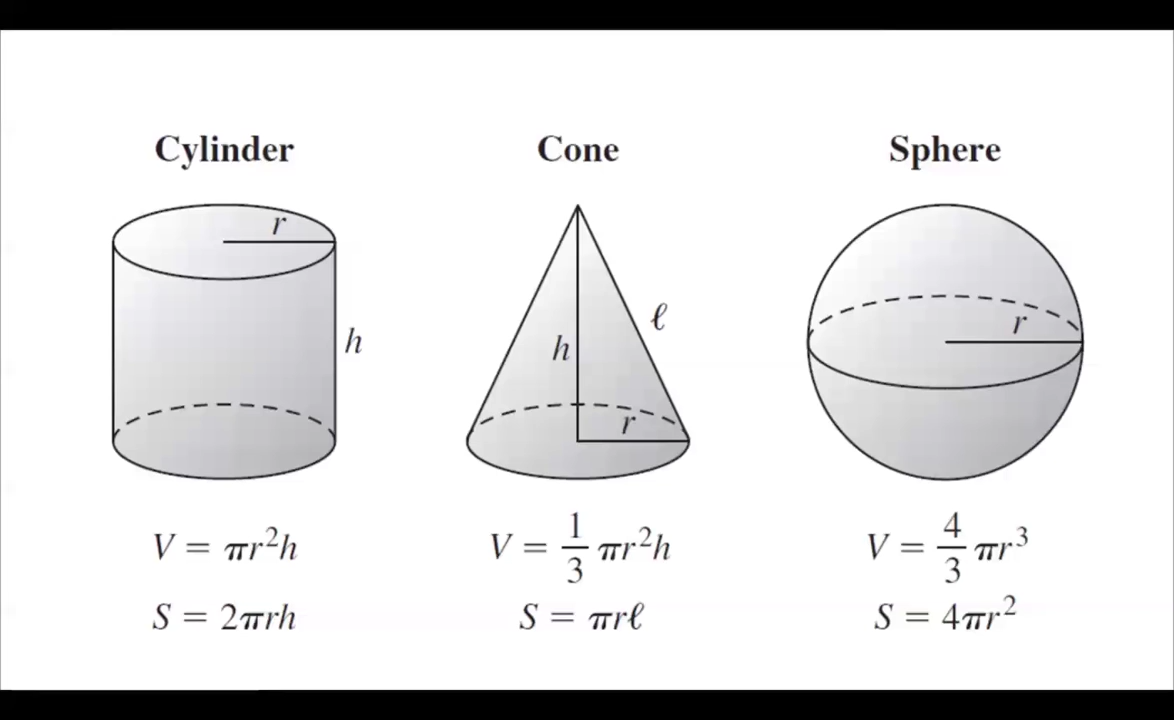 Cylinder
r
h
V = πr²h
S = 2πrh
Cone
h
ℓ
r
V = 1/3 πr²h
S = πrℓ
Sphere
r
V = 4/3 πr³
S = 4πr²